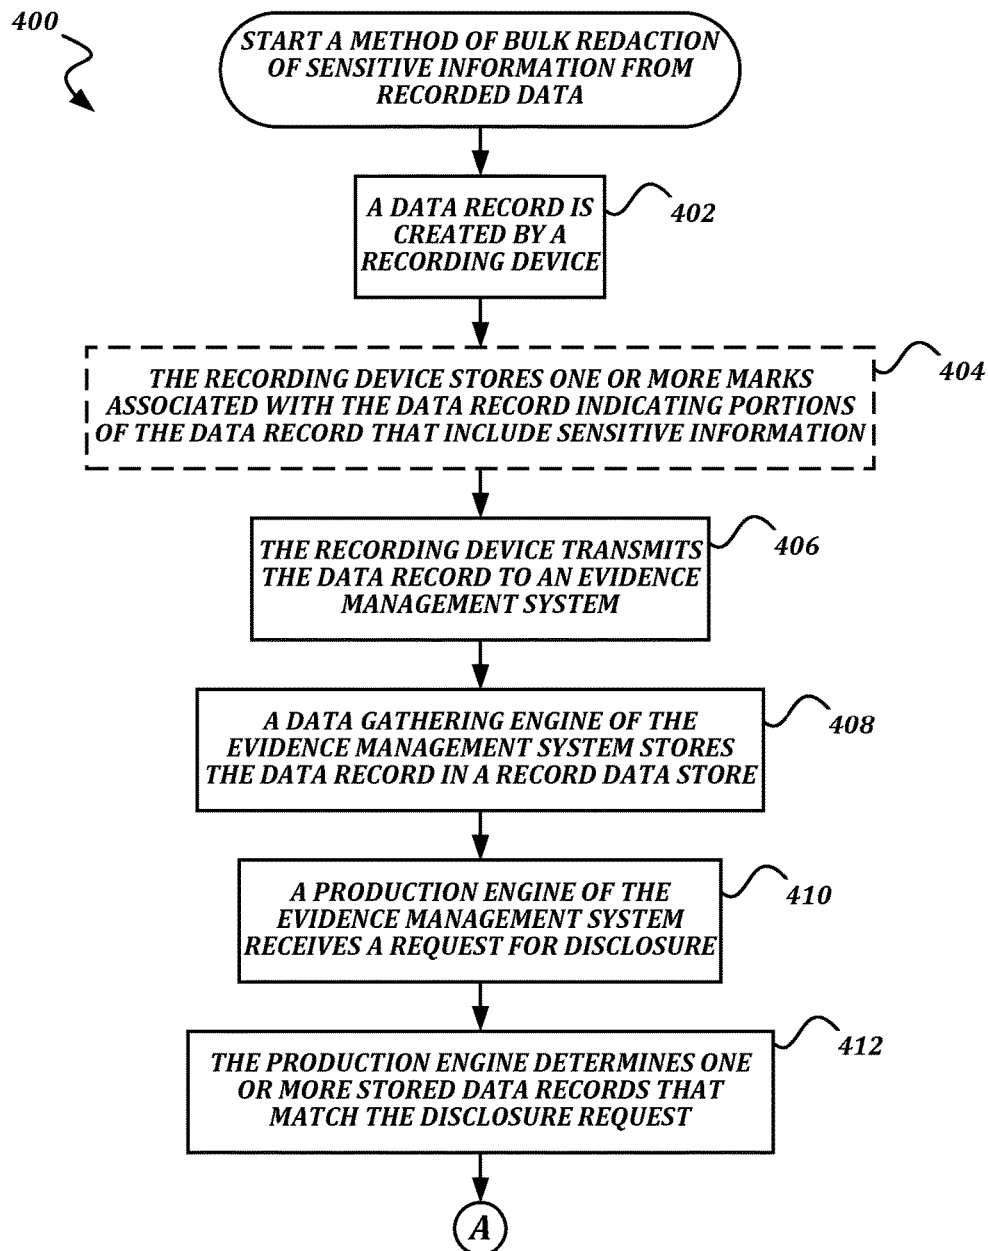 400
START A METHOD OF BULK REDACTION
OF SENSITIVE INFORMATION FROM
RECORDED DATA
A DATA RECORD IS
CREATED BY A
RECORDING DEVICE
402
THE RECORDING DEVICE STORES ONE OR MORE MARKS
ASSOCIATED WITH THE DATA RECORD INDICATING PORTIONS
OF THE DATA RECORD THAT INCLUDE SENSITIVE INFORMATION
404
THE RECORDING DEVICE TRANSMITS
THE DATA RECORD TO AN EVIDENCE
MANAGEMENT SYSTEM
406
A DATA GATHERING ENGINE OF THE
EVIDENCE MANAGEMENT SYSTEM STORES
THE DATA RECORD IN A RECORD DATA STORE
408
A PRODUCTION ENGINE OF THE
EVIDENCE MANAGEMENT SYSTEM
RECEIVES A REQUEST FOR DISCLOSURE
410
THE PRODUCTION ENGINE DETERMINES ONE
OR MORE STORED DATA RECORDS THAT
MATCH THE DISCLOSURE REQUEST
412
A